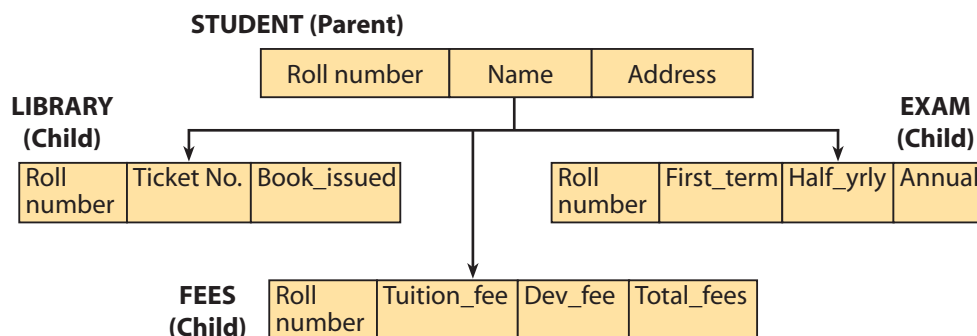 STUDENT (Parent)
Roll number Name Address
LIBRARY
(Child)
EXAM
(Child)
Roll
number Ticket No. Book_issued
Roll
number First_term Half_yrly Annual
FEES
(Child)
Roll
number Tuition_fee Dev_fee Total_fees